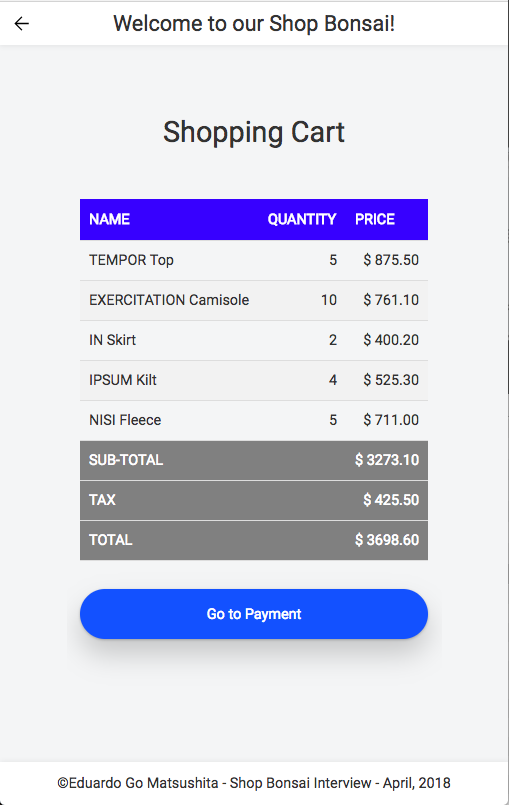 Welcome to our Shop Bonsai!
Shopping Cart
NAME QUANTITY PRICE
TEMPOR Top 5 $ 875.50
EXERCITATION Camisole 10 $ 761.10
IN Skirt 2 $ 400.20
IPSUM Kilt 4 $ 525.30
NISI Fleece 5 $ 711.00
SUB-TOTAL $ 3273.10
TAX $ 425.50
TOTAL $ 3698.60
Go to Payment
©Eduardo Go Matsushita - Shop Bonsai Interview - April, 2018